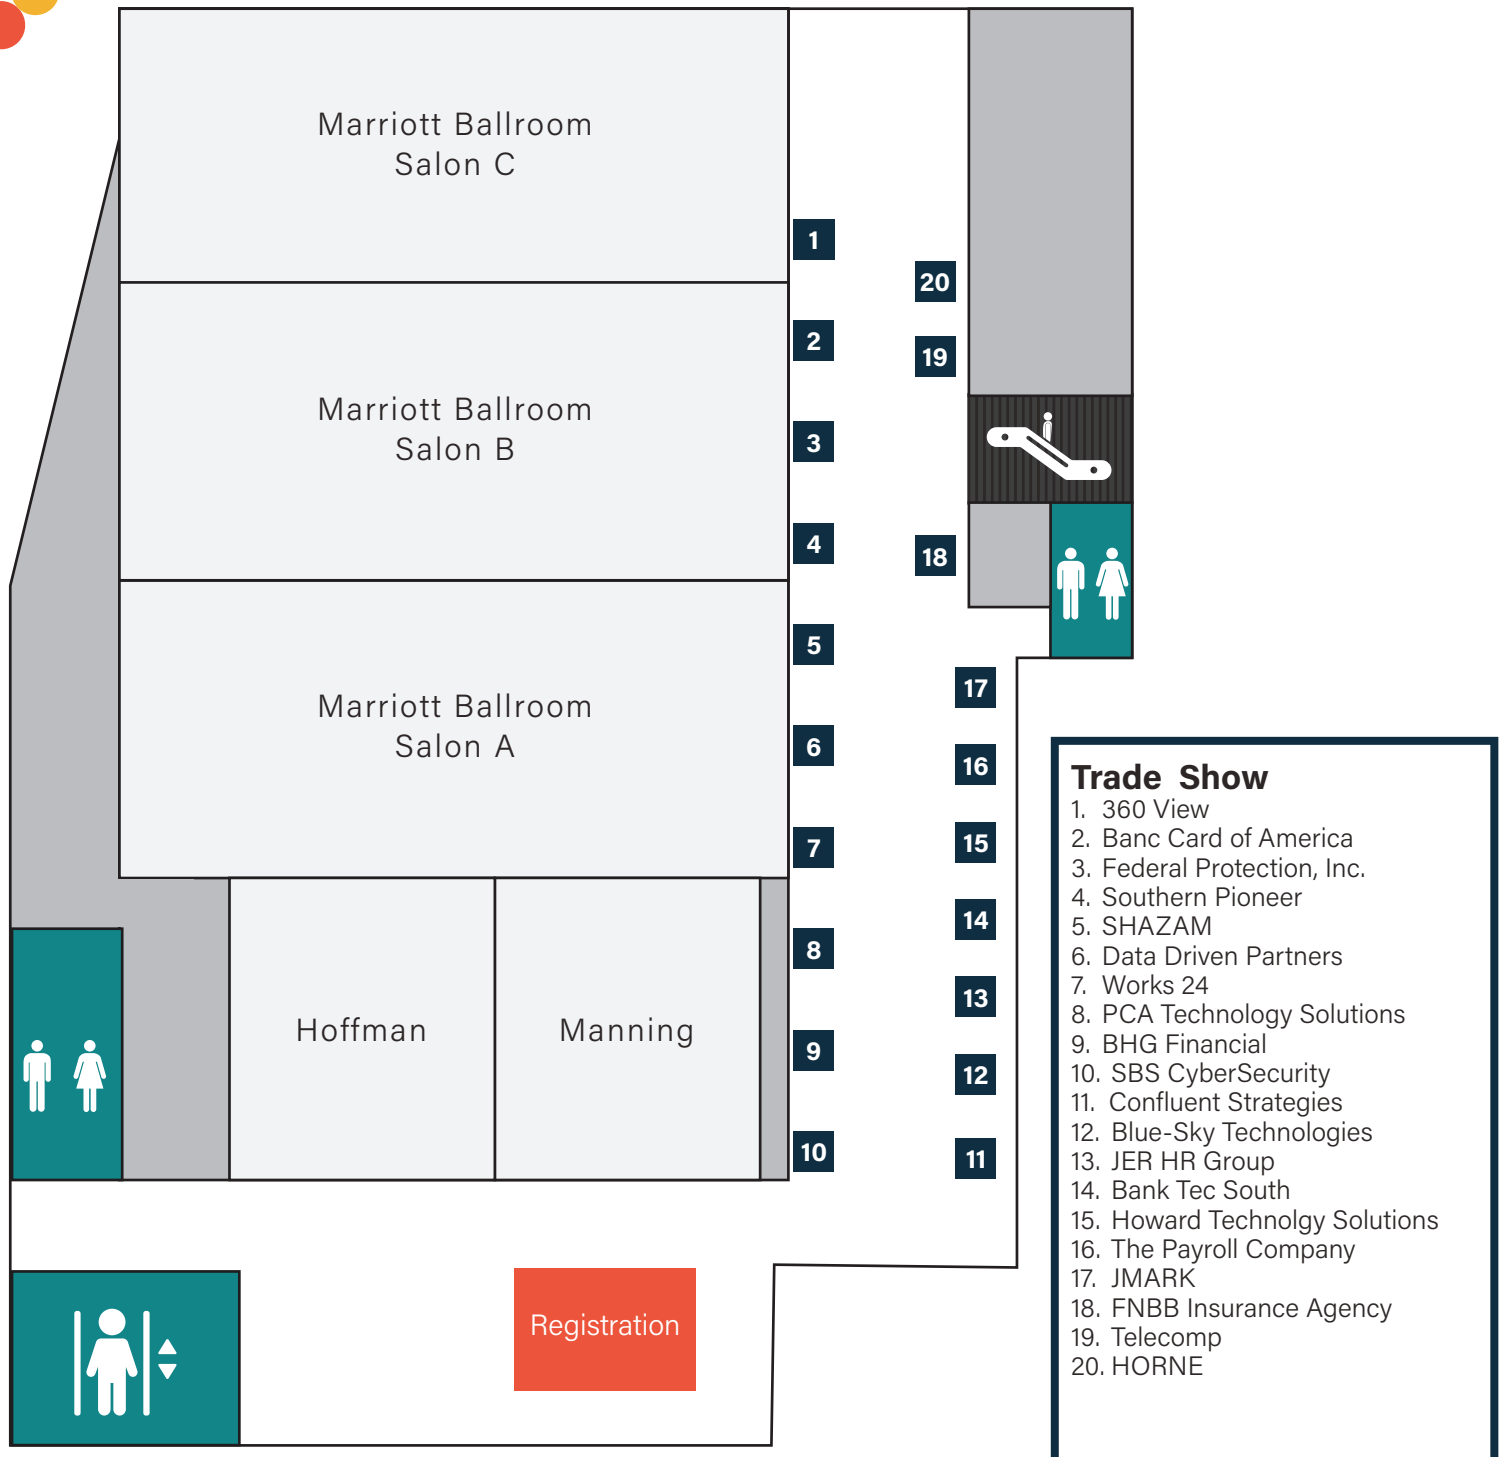 Marriott Ballroom
Salon C
1
20
2
19
Marriott Ballroom
Salon B
3
4
18
5
17
Marriott Ballroom
Salon A
6
16
7
15
14
8
13
Hoffman
Manning
9
12
10
11
Registration
Trade Show
1. 360 View
2. Banc Card of America
3. Federal Protection, Inc.
4. Southern Pioneer
5. SHAZAM
6. Data Driven Partners
7. Works 24
8. PCA Technology Solutions
9. BHG Financial
10. SBS CyberSecurity
11. Confluent Strategies
12. Blue-Sky Technologies
13. JER HR Group
14. Bank Tec South
15. Howard Technolgy Solutions
16. The Payroll Company
17. JMARK
18. FNBB Insurance Agency
19. Telecomp
20. HORNE